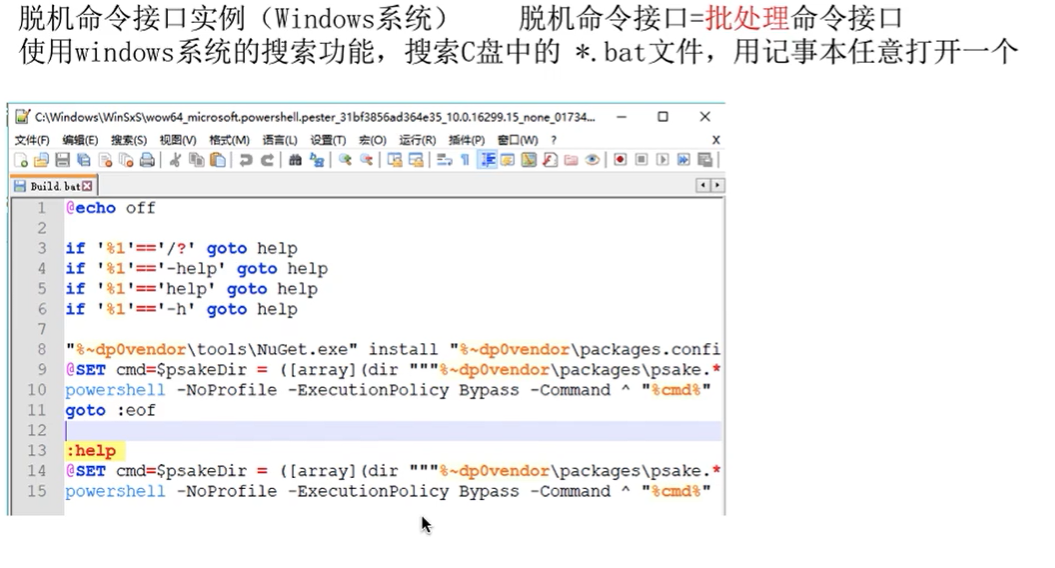 脱机命令接口实例（Windows系统） 脱机命令接口=批处理命令接口
使用windows系统的搜索功能，搜索C盘中的 *.bat文件，用记事本任意打开一个
C:\Windows\WinSxS\wow64_microsoft.powershell.pester_31bf3856ad364e35_10.0.16299.15_none_01734...
文件(F) 编辑(E) 搜索(S) 视图(V) 格式(M) 语言(L) 设置(T) 宏(O) 运行(R) 插件(P) 窗口(W) ? X
Build.bat
1 @echo off
2
3 if '%1'=='/?' goto help
4 if '%1'=='-help' goto help
5 if '%1'=='help' goto help
6 if '%1'=='-h' goto help
7
8 "%~dp0vendor\tools\NuGet.exe" install "%~dp0vendor\packages.confi
9 @SET cmd=$psakeDir = ([array](dir """%~dp0vendor\packages\psake.*
10 powershell -NoProfile -ExecutionPolicy Bypass -Command ^ "%cmd%"
11 goto :eof
12
13 :help
14 @SET cmd=$psakeDir = ([array](dir """%~dp0vendor\packages\psake.*
15 powershell -NoProfile -ExecutionPolicy Bypass -Command ^ "%cmd%"